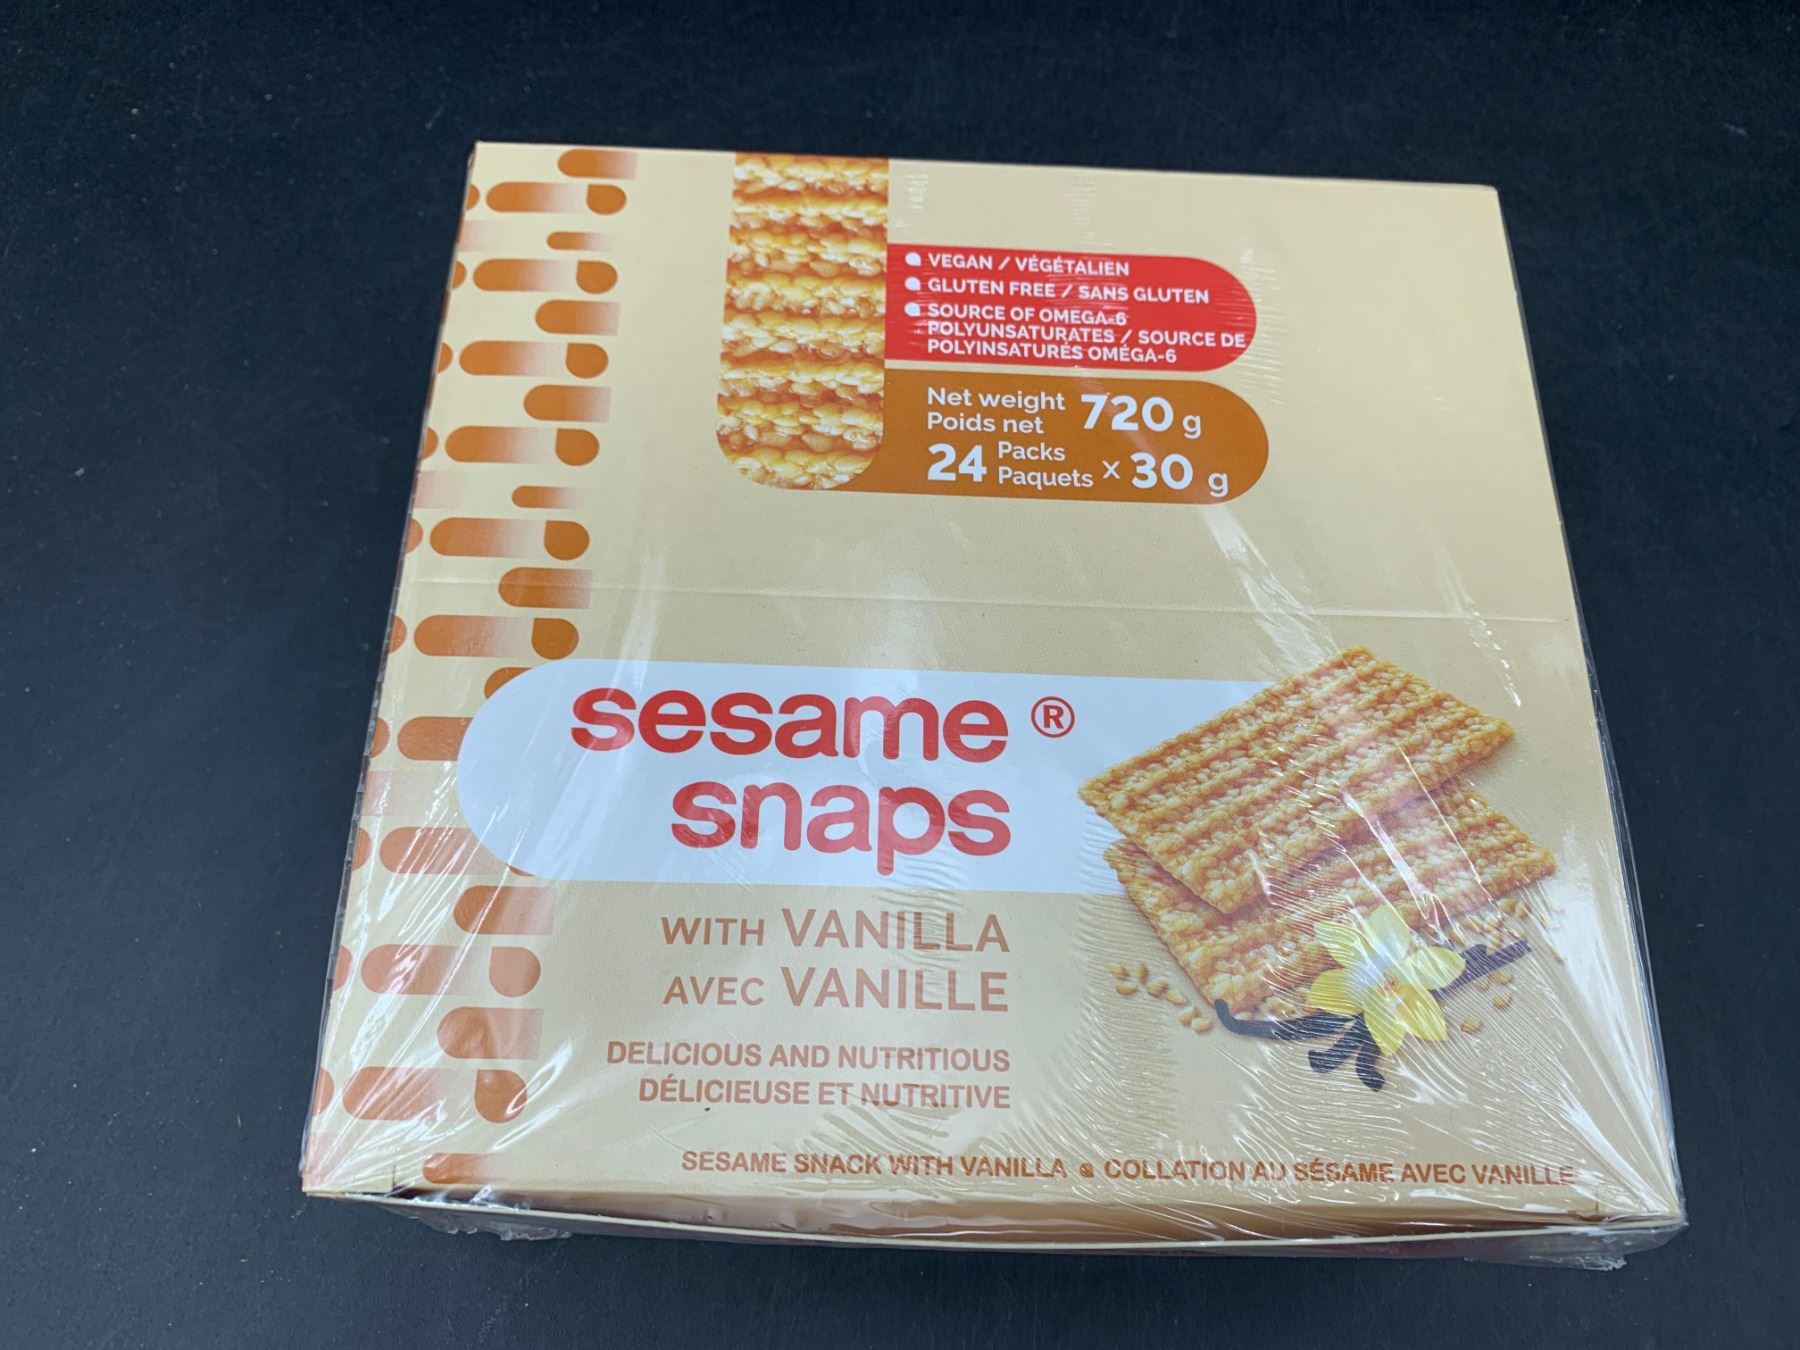 VEGAN / VÉGÉTALIEN
GLUTEN FREE / SANS GLUTEN
SOURCE OF OMEGA-6
POLYUNSATURATES / SOURCE DE
POLYINSATURÉS OMÉGA-6
Net weight 720 g
Poids net
24 Packs x 30 g
Paquets
sesame ®
snaps
WITH VANILLA
AVEC VANILLE
DELICIOUS AND NUTRITIOUS
DÉLICIEUSE ET NUTRITIVE
SESAME SNACK WITH VANILLA COLLATION AU SÉSAME AVEC VANILLE